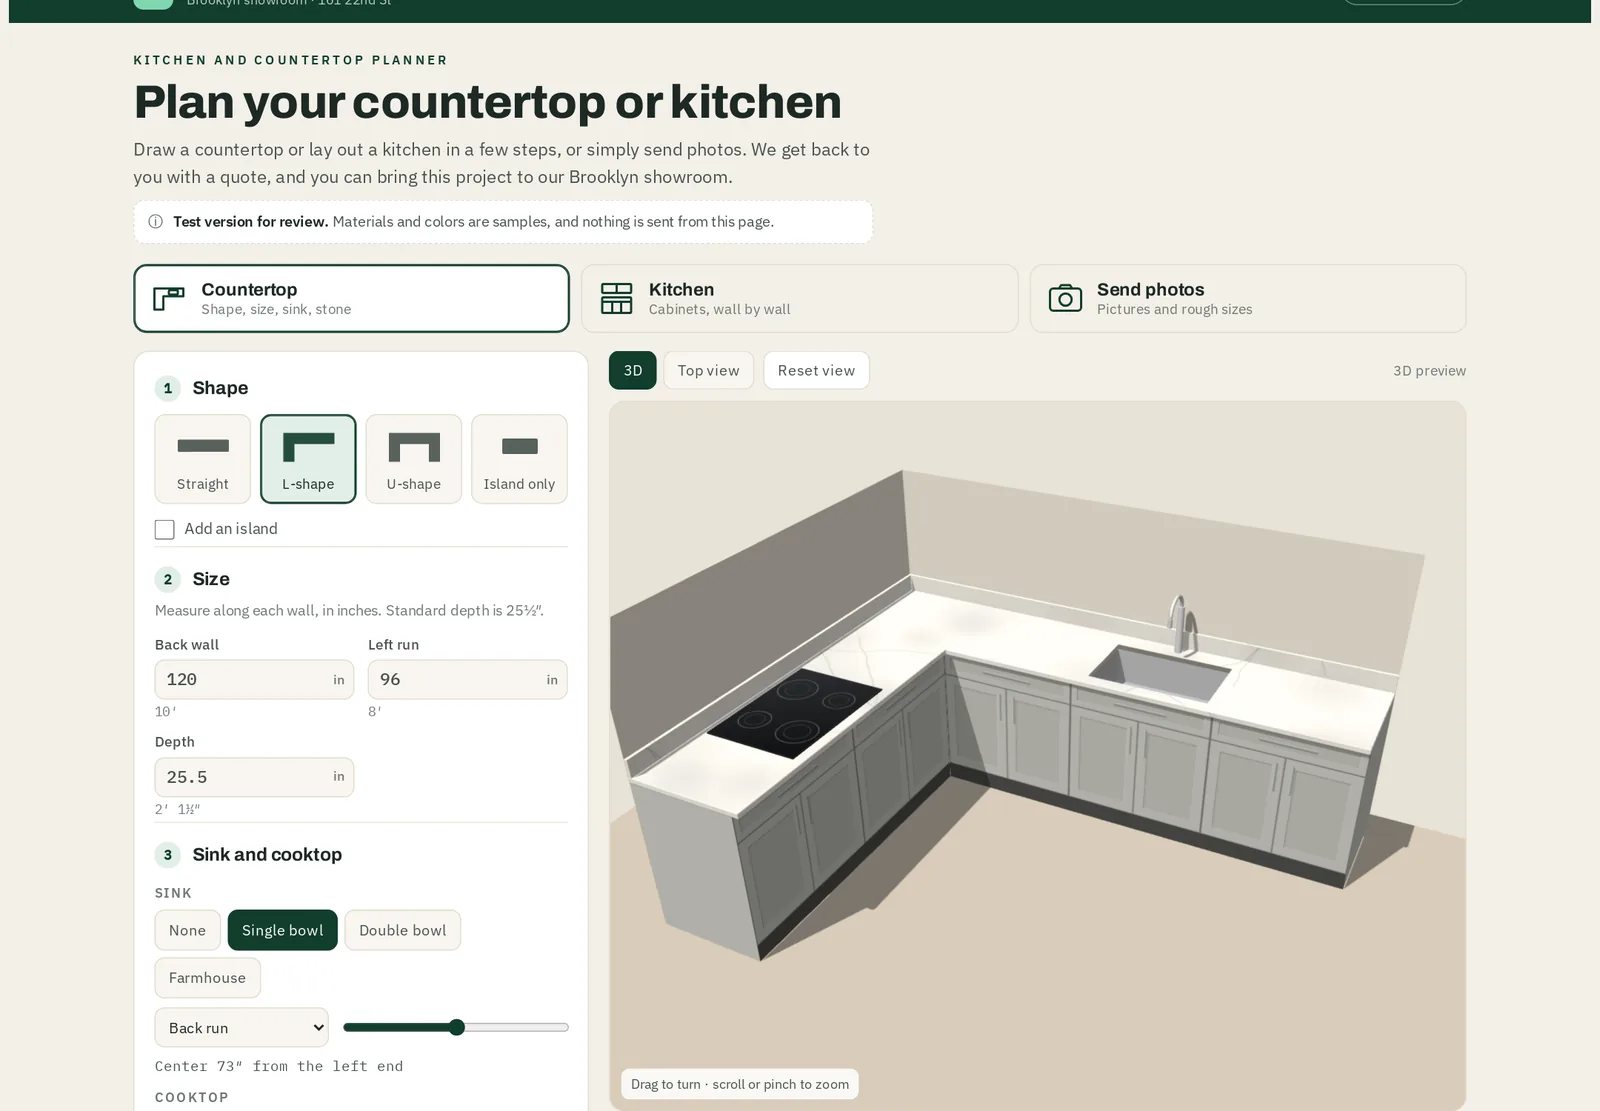 Brooklyn showroom · 161 22nd St
KITCHEN AND COUNTERTOP PLANNER
Plan your countertop or kitchen
Draw a countertop or lay out a kitchen in a few steps, or simply send photos. We get back to
you with a quote, and you can bring this project to our Brooklyn showroom.
Test version for review. Materials and colors are samples, and nothing is sent from this page.
Countertop
Shape, size, sink, stone
Kitchen
Cabinets, wall by wall
Send photos
Pictures and rough sizes
1 Shape
Straight
L-shape
U-shape
Island only
Add an island
2 Size
Measure along each wall, in inches. Standard depth is 25½″.
Back wall
Left run
120 in
96 in
10′
8′
Depth
25.5 in
2′ 1½″
3 Sink and cooktop
SINK
None
Single bowl
Double bowl
Farmhouse
Back run
Center 73″ from the left end
COOKTOP
3D
Top view
Reset view
3D preview
Drag to turn · scroll or pinch to zoom